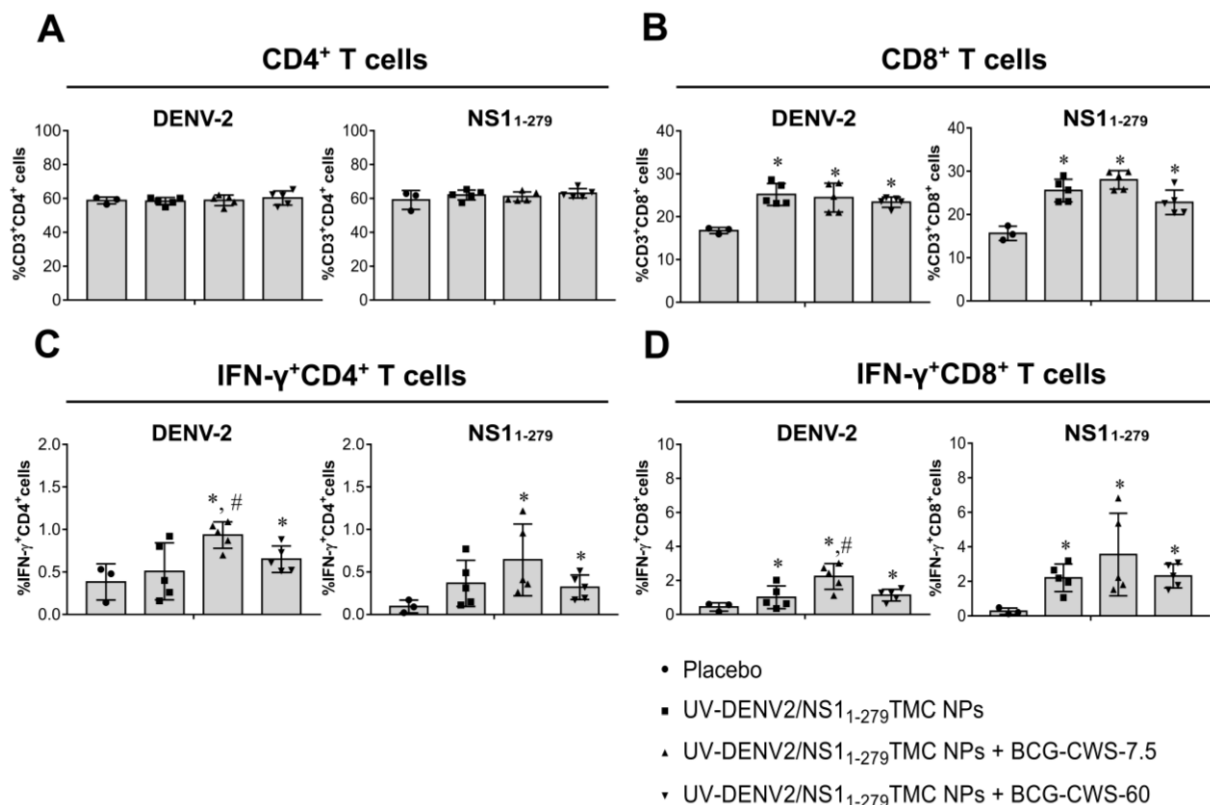 A
CD4⁺ T cells
DENV-2
NS1₁₋₂₇₉
%CD3⁺CD4⁺ cells
100
80
60
40
20
0
%CD3⁺CD4⁺ cells
100
80
60
40
20
0
B
CD8⁺ T cells
DENV-2
NS1₁₋₂₇₉
%CD3⁺CD8⁺ cells
40
30
20
10
0
* * *
%CD3⁺CD8⁺ cells
40
30
20
10
0
* * *
C
IFN-γ⁺CD4⁺ T cells
DENV-2
NS1₁₋₂₇₉
%IFN-γ⁺CD4⁺cells
2.0
1.5
1.0
0.5
0.0
*, # *
%IFN-γ⁺CD4⁺cells
2.0
1.5
1.0
0.5
0.0
* *
D
IFN-γ⁺CD8⁺ T cells
DENV-2
NS1₁₋₂₇₉
%IFN-γ⁺CD8⁺cells
10
8
6
4
2
0
* *,# *
%IFN-γ⁺CD8⁺cells
10
8
6
4
2
0
* * *
Placebo
UV-DENV2/NS1₁₋₂₇₉TMC NPs
UV-DENV2/NS1₁₋₂₇₉TMC NPs + BCG-CWS-7.5
UV-DENV2/NS1₁₋₂₇₉TMC NPs + BCG-CWS-60